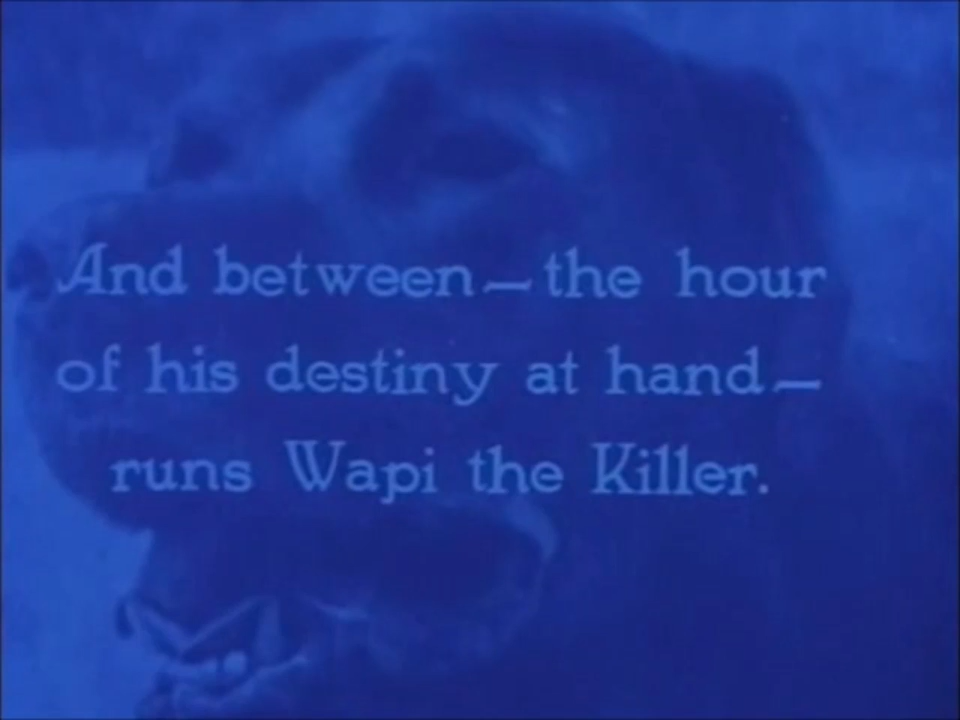 And between—the hour
of his destiny at hand—
runs Wapi the Killer.